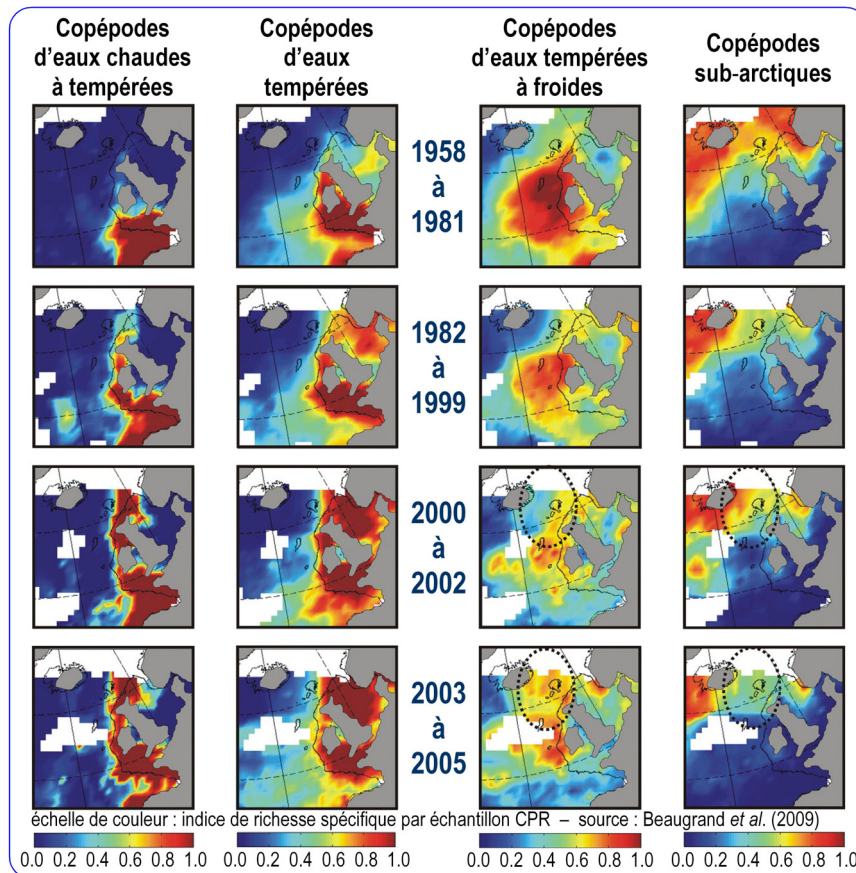 Copépodes
d'eaux chaudes
à tempérées
Copépodes
d'eaux
tempérées
Copépodes
d'eaux tempérées
à froides
Copépodes
sub-arctiques
1958
à
1981
1982
à
1999
2000
à
2002
2003
à
2005
échelle de couleur : indice de richesse spécifique par échantillon CPR – source : Beaugrand et al. (2009)
0.0 0.2 0.4 0.6 0.8 1.0
0.0 0.2 0.4 0.6 0.8 1.0
0.0 0.2 0.4 0.6 0.8 1.0
0.0 0.2 0.4 0.6 0.8 1.0